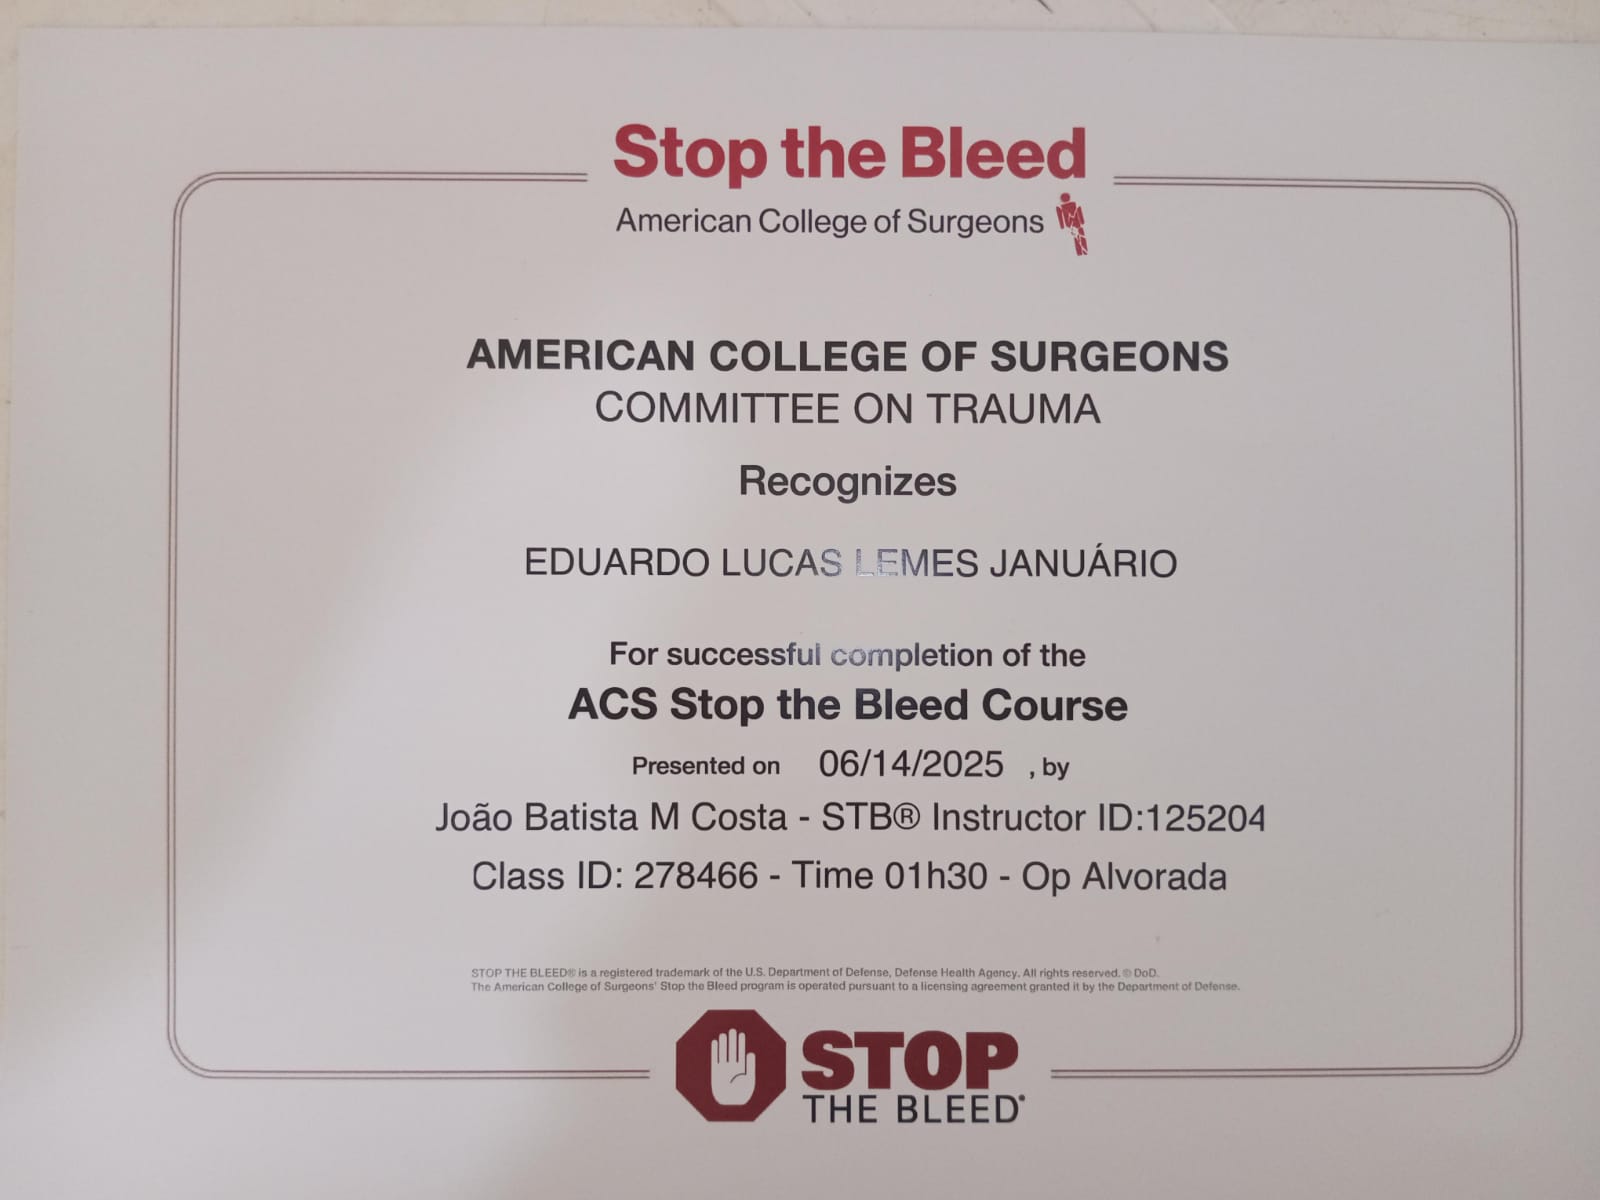 Stop the Bleed
American College of Surgeons
AMERICAN COLLEGE OF SURGEONS
COMMITTEE ON TRAUMA
Recognizes
EDUARDO LUCAS LEMES JANUÁRIO
For successful completion of the
ACS Stop the Bleed Course
Presented on 06/14/2025 , by
João Batista M Costa - STB® Instructor ID:125204
Class ID: 278466 - Time 01h30 - Op Alvorada
STOP THE BLEED® is a registered trademark of the U.S. Department of Defense, Defense Health Agency. All rights reserved. © DoD.
The American College of Surgeons' Stop the Bleed program is operated pursuant to a licensing agreement granted it by the Department of Defense.
STOP
THE BLEED®